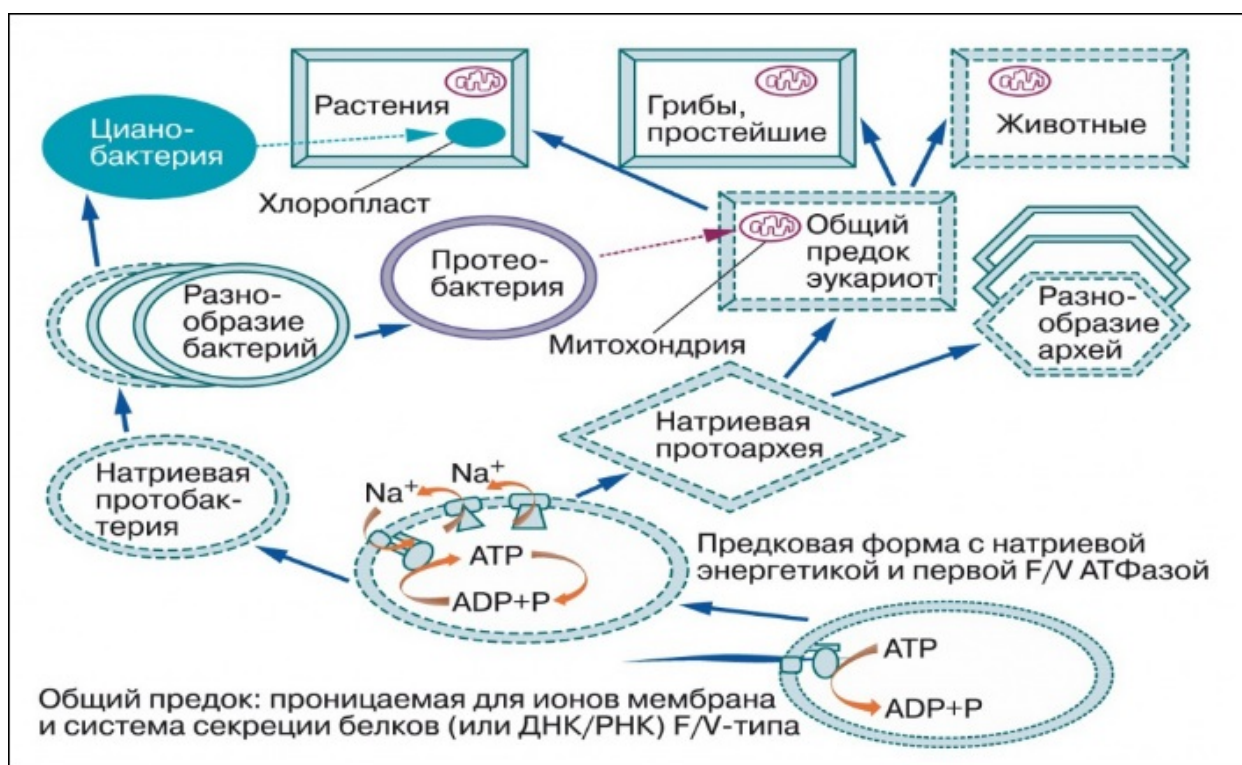 Циано-
бактерия
Растения
Хлоропласт
Грибы,
простейшие
Животные
Разно-
образие
бактерий
Протео-
бактерия
Общий
предок
эукариот
Митохондрия
Разно-
образие
архей
Натриевая
протобак-
терия
Натриевая
протоархея
Na⁺
Na⁺
ATP
ADP+P
Предковая форма с натриевой
энергетикой и первой F/V АТФазой
ATP
ADP+P
Общий предок: проницаемая для ионов мембрана
и система секреции белков (или ДНК/РНК) F/V-типа